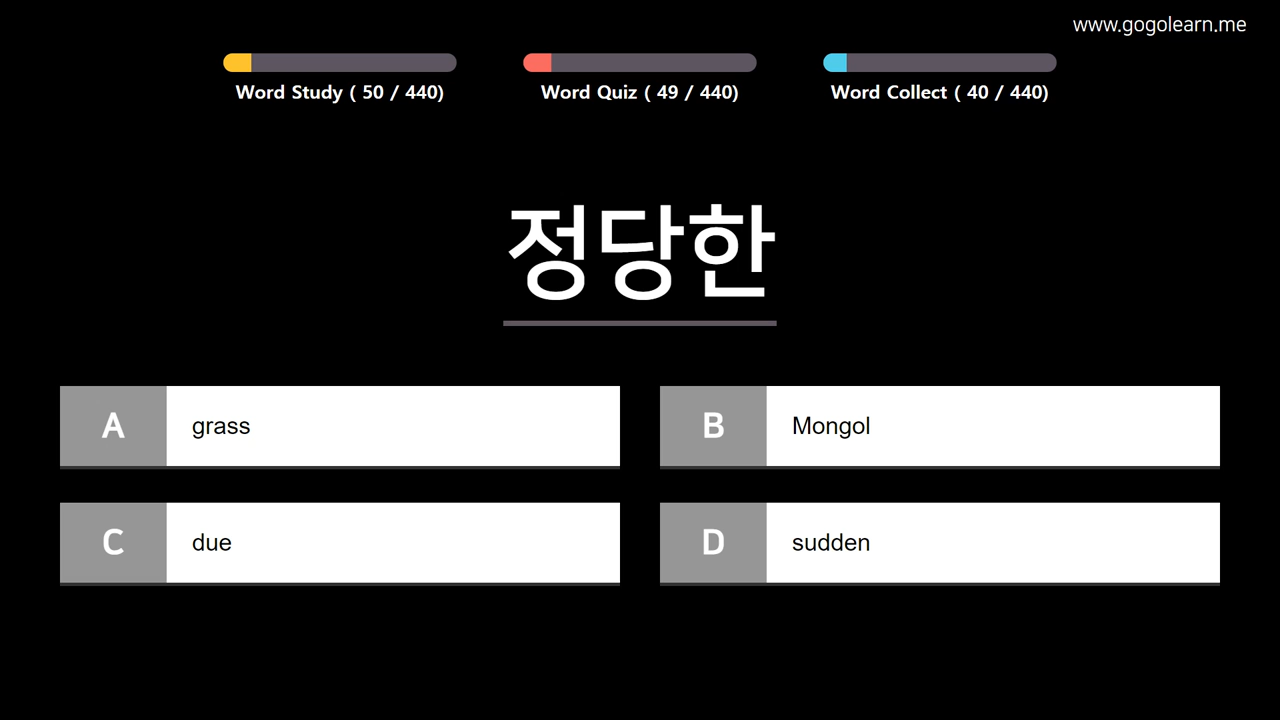 www.gogolearn.me
Word Study ( 50 / 440)
Word Quiz ( 49 / 440)
Word Collect ( 40 / 440)
정당한
A grass
B Mongol
C due
D sudden